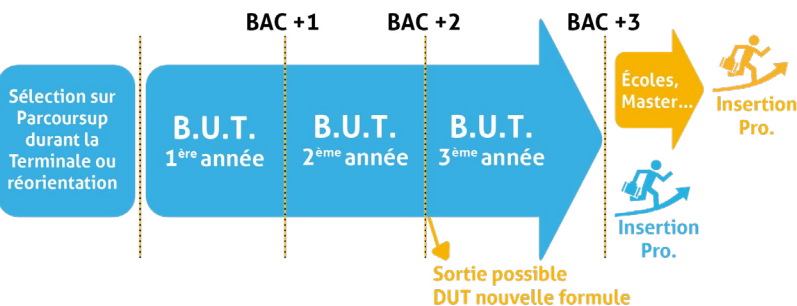 BAC +1
BAC +2
BAC +3
Sélection sur
Parcoursup
durant la
Terminale ou
réorientation
B.U.T.
1ère année
B.U.T.
2ème année
B.U.T.
3ème année
Écoles,
Master...
Insertion
Pro.
Insertion
Pro.
Sortie possible
DUT nouvelle formule